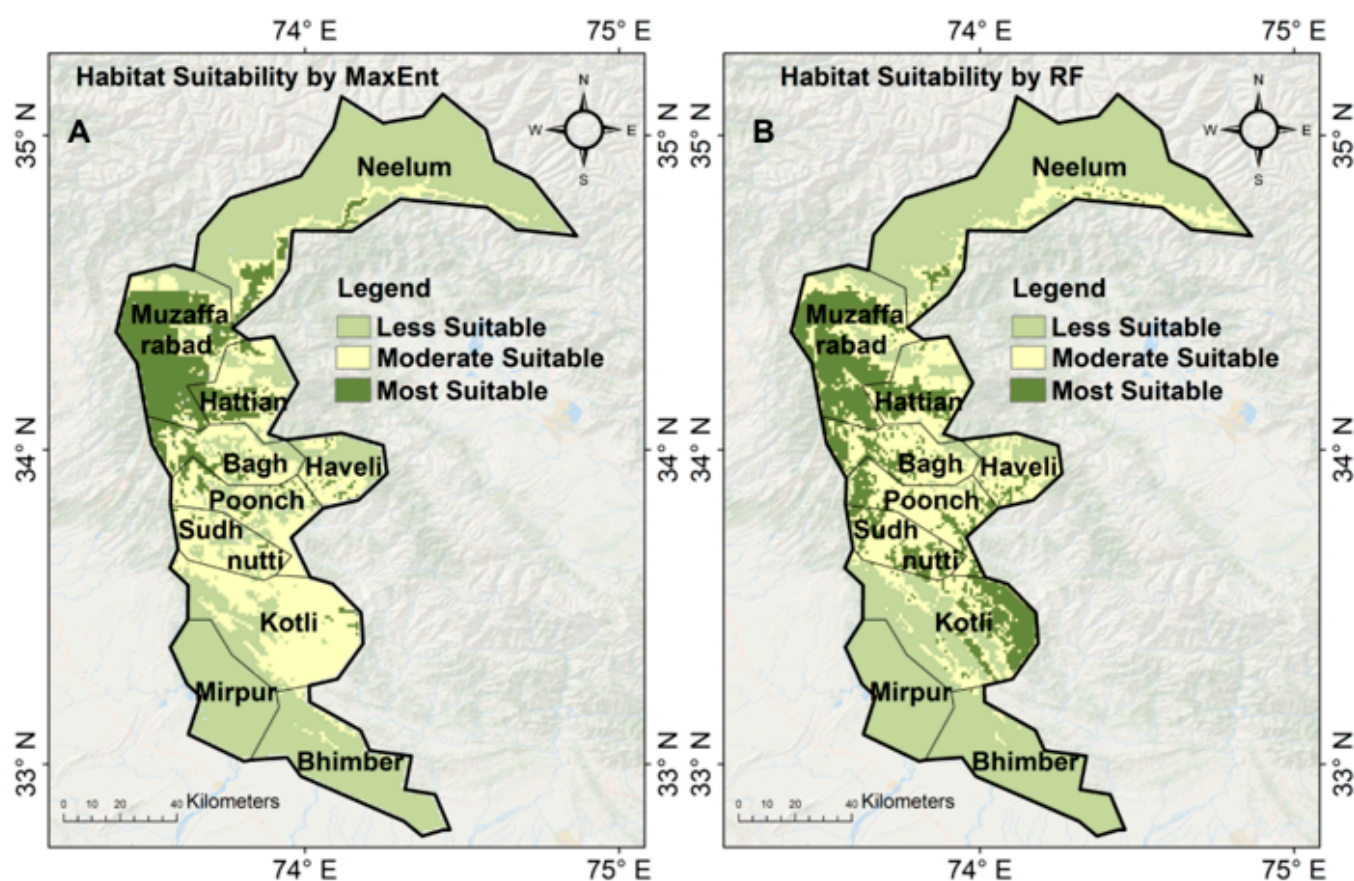 74° E
75° E
74° E
75° E
Habitat Suitability by MaxEnt
N
W
E
S
A
35° N
35° N
Neelum
Legend
Less Suitable
Moderate Suitable
Most Suitable
Muzaffa
rabad
Hattian
34° N
34° N
Bagh
Haveli
Poonch
Sudh
nutti
Kotli
Mirpur
33° N
33° N
Bhimber
0 10 20 40 Kilometers
74° E
75° E
Habitat Suitability by RF
N
W
E
S
B
35° N
35° N
Neelum
Legend
Less Suitable
Moderate Suitable
Most Suitable
Muzaffa
rabad
Hattian
34° N
34° N
Bagh
Haveli
Poonch
Sudh
nutti
Kotli
Mirpur
33° N
33° N
Bhimber
0 10 20 40 Kilometers
74° E
75° E